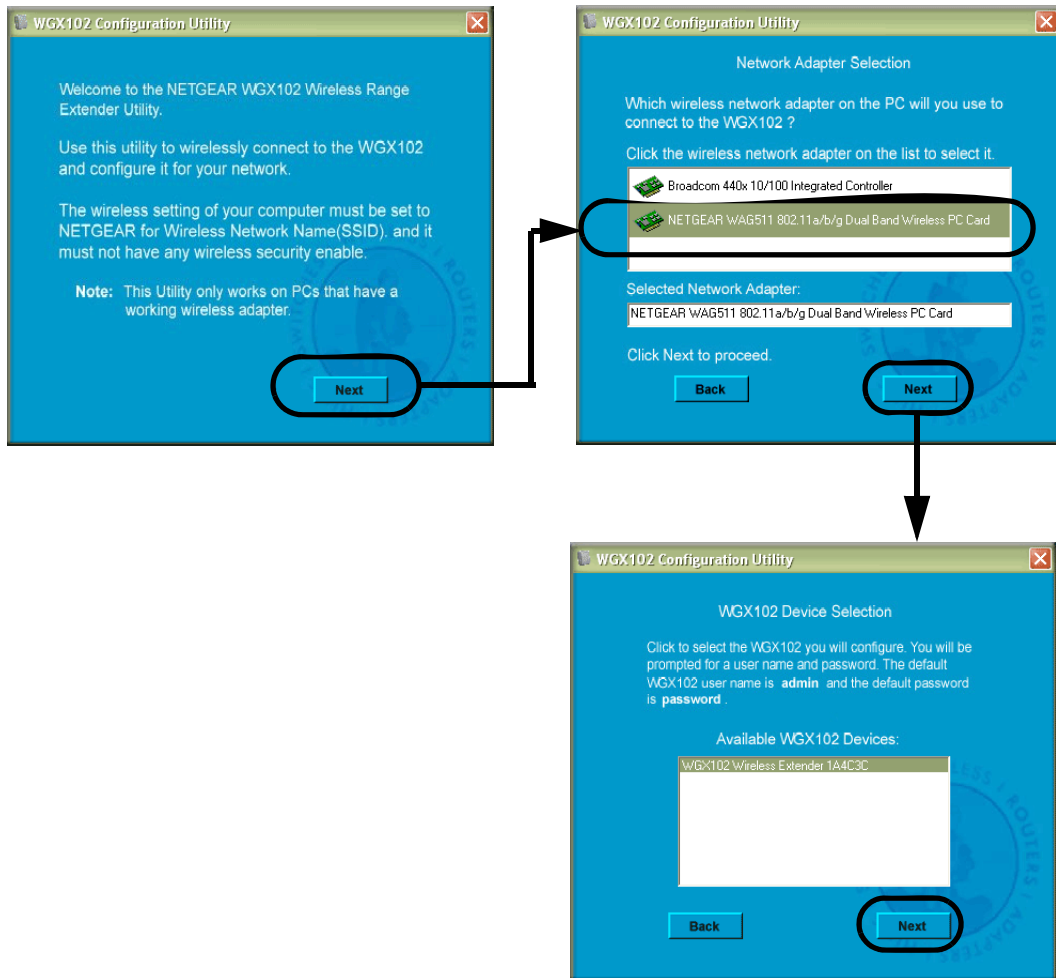 WGX102 Configuration Utility
Welcome to the NETGEAR WGX102 Wireless Range
Extender Utility.
Use this utility to wirelessly connect to the WGX102
and configure it for your network.
The wireless setting of your computer must be set to
NETGEAR for Wireless Network Name(SSID). and it
must not have any wireless security enable.
Note: This Utility only works on PCs that have a
working wireless adapter.
Next
WGX102 Configuration Utility
Network Adapter Selection
Which wireless network adapter on the PC will you use to
connect to the WGX102 ?
Click the wireless network adapter on the list to select it.
Broadcom 440x 10/100 Integrated Controller
NETGEAR WAG511 802.11a/b/g Dual Band Wireless PC Card
Selected Network Adapter:
NETGEAR WAG511 802.11a/b/g Dual Band Wireless PC Card
Click Next to proceed.
Back
Next
WGX102 Configuration Utility
WGX102 Device Selection
Click to select the WGX102 you will configure. You will be
prompted for a user name and password. The default
WGX102 user name is admin and the default password
is password .
Available WGX102 Devices:
WGX102 Wireless Extender 1A4C3C
Back
Next